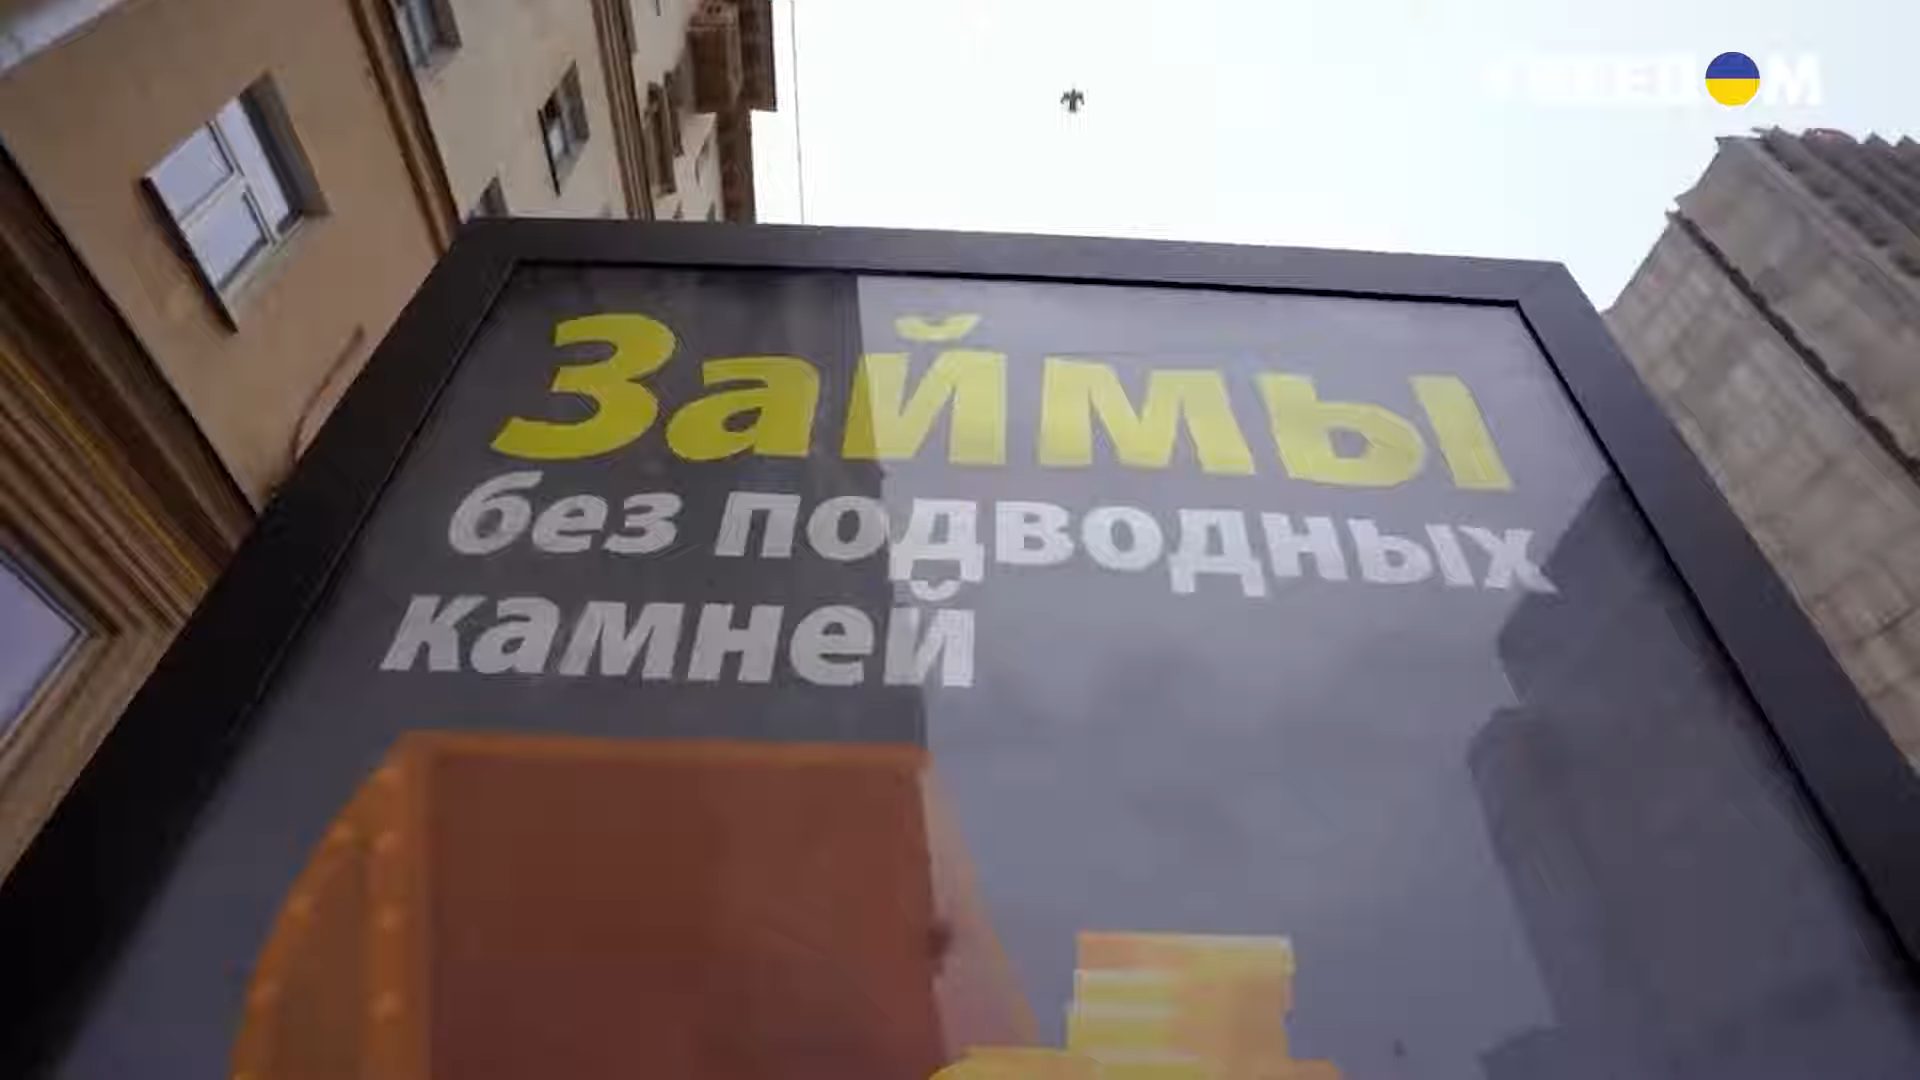 Займы
без подводных
камней